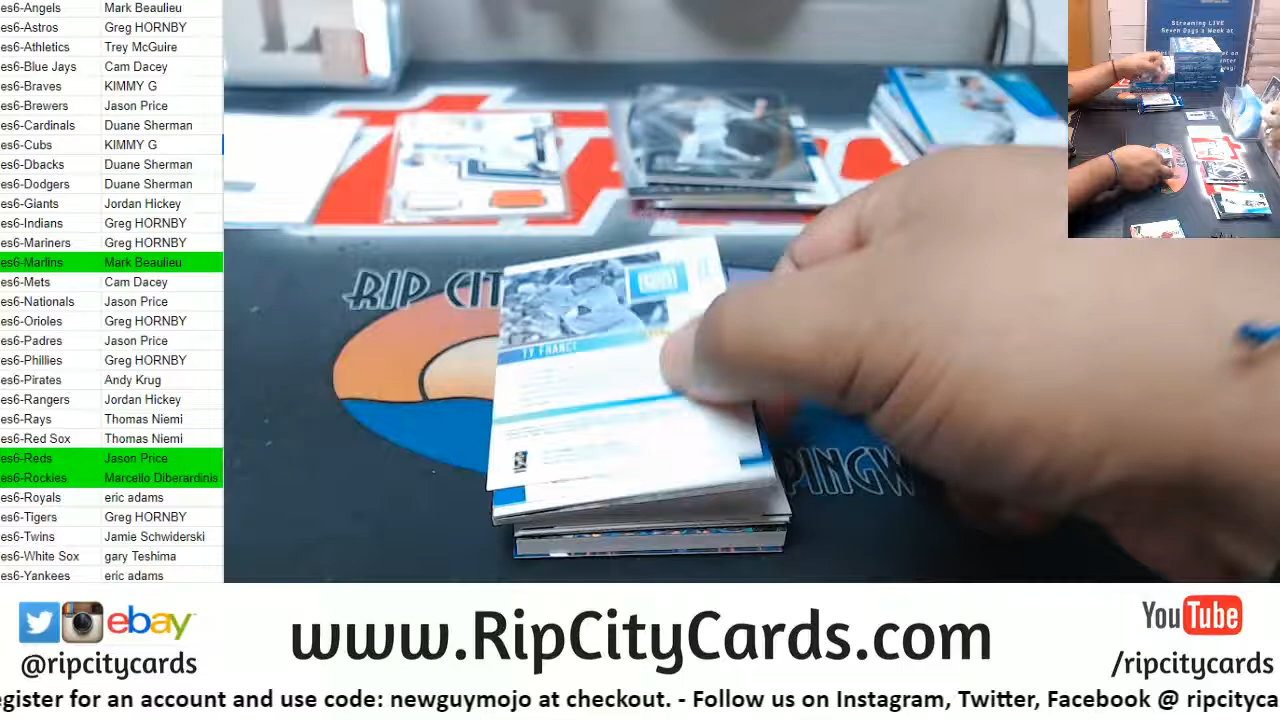 es6-Angels Mark Beaulieu
es6-Astros Greg HORNBY
es6-Athletics Trey McGuire
es6-Blue Jays Cam Dacey
es6-Braves KIMMY G
es6-Brewers Jason Price
es6-Cardinals Duane Sherman
es6-Cubs KIMMY G
es6-Dbacks Duane Sherman
es6-Dodgers Duane Sherman
es6-Giants Jordan Hickey
es6-Indians Greg HORNBY
es6-Mariners Greg HORNBY
es6-Marlins Mark Beaulieu
es6-Mets Cam Dacey
es6-Nationals Jason Price
es6-Orioles Greg HORNBY
es6-Padres Jason Price
es6-Phillies Greg HORNBY
es6-Pirates Andy Krug
es6-Rangers Jordan Hickey
es6-Rays Thomas Niemi
es6-Red Sox Thomas Niemi
es6-Reds Jason Price
es6-Rockies Marcello Diberardinis
es6-Royals eric adams
es6-Tigers Greg HORNBY
es6-Twins Jamie Schwiderski
es6-White Sox gary Teshima
es6-Yankees eric adams
Streaming LIVE
Seven Days a Week at
RIP CIT
TY FRANCE
PINGW
ebay
@ripcitycards
www.RipCityCards.com
YouTube
/ripcitycards
egister for an account and use code: newguymojo at checkout. - Follow us on Instagram, Twitter, Facebook @ ripcityca